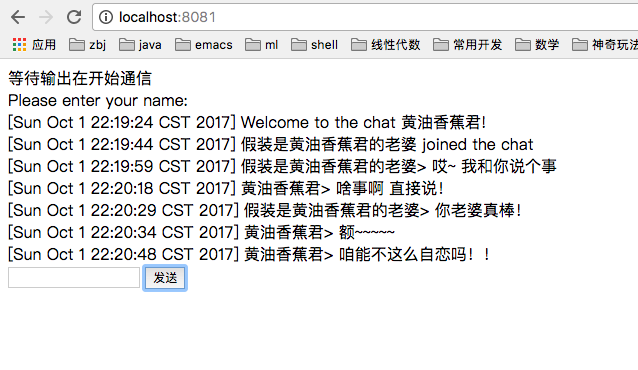 localhost:8081
应用 zbj java emacs ml shell 线性代数 常用开发 数学 神奇玩法
等待输出在开始通信
Please enter your name:
[Sun Oct 1 22:19:24 CST 2017] Welcome to the chat 黄油香蕉君!
[Sun Oct 1 22:19:44 CST 2017] 假装是黄油香蕉君的老婆 joined the chat
[Sun Oct 1 22:19:59 CST 2017] 假装是黄油香蕉君的老婆> 哎~ 我和你说个事
[Sun Oct 1 22:20:18 CST 2017] 黄油香蕉君> 啥事啊 直接说！
[Sun Oct 1 22:20:29 CST 2017] 假装是黄油香蕉君的老婆> 你老婆真棒！
[Sun Oct 1 22:20:34 CST 2017] 黄油香蕉君> 额~~~~~
[Sun Oct 1 22:20:48 CST 2017] 黄油香蕉君> 咱能不这么自恋吗！！
发送